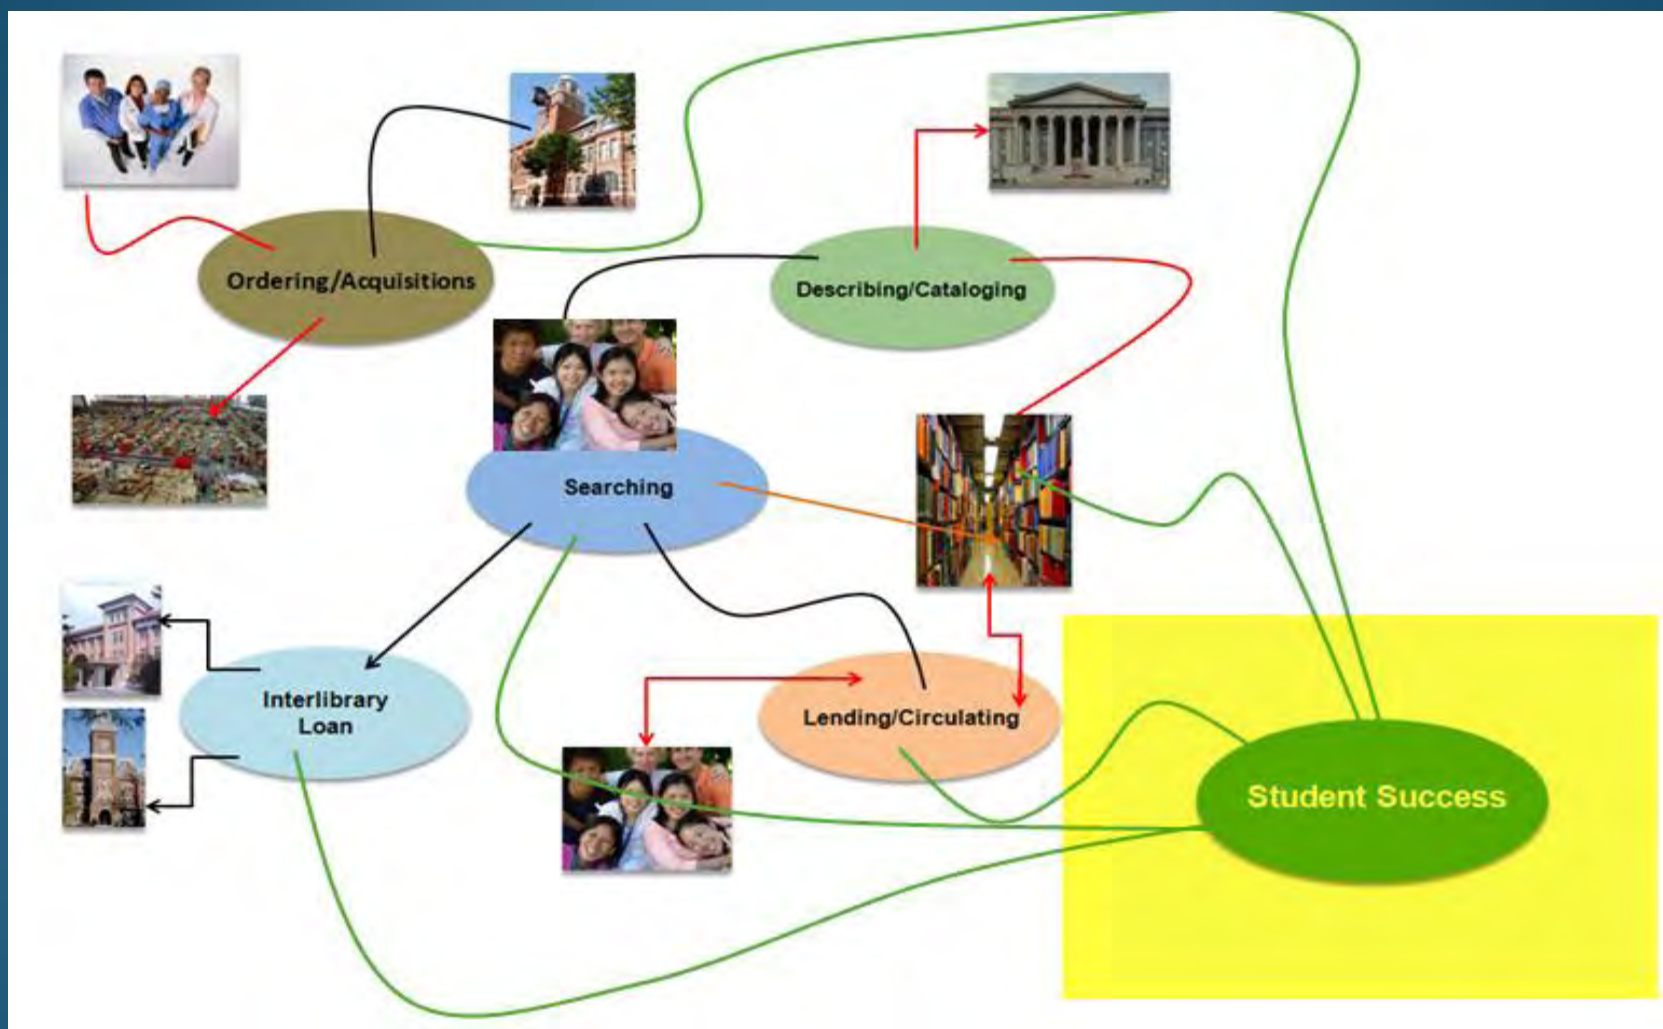 Ordering/Acquisitions
Describing/Cataloging
Searching
Interlibrary
Loan
Lending/Circulating
Student Success